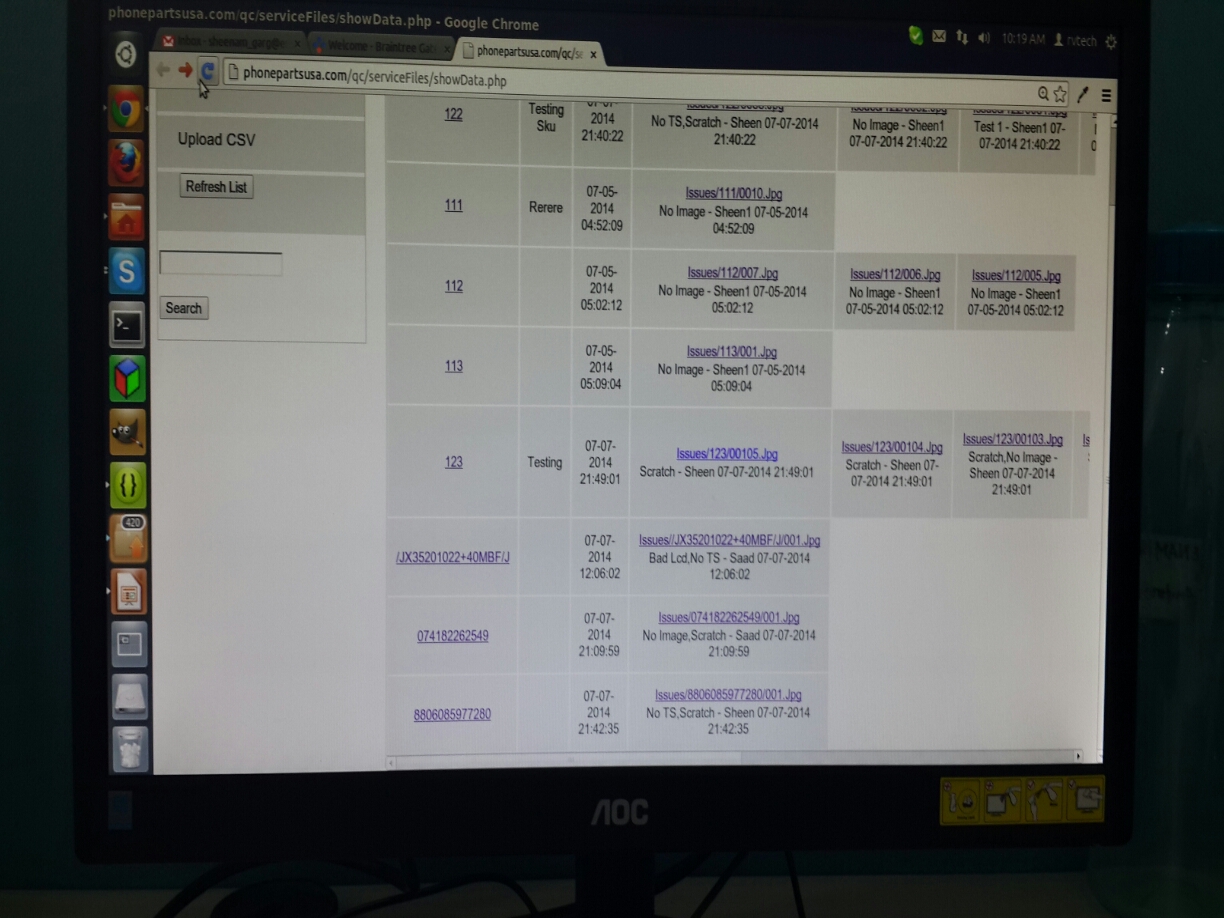 phonepartsusa.com/qc/serviceFiles/showData.php - Google Chrome
10:19 AM rvtech
Welcome - Braintree
phonepartsusa.com/qc/se
phonepartsusa.com/qc/serviceFiles/showData.php
Upload CSV
Refresh List
Search
122
Testing
Sku
2014
21:40:22
No TS,Scratch - Sheen 07-07-2014
21:40:22
No Image - Sheen1
07-07-2014 21:40:22
Test 1 - Sheen1 07-
07-2014 21:40:22
111
Rerere
07-05-
2014
04:52:09
Issues/111/0010.Jpg
No Image - Sheen1 07-05-2014
04:52:09
112
07-05-
2014
05:02:12
Issues/112/007.Jpg
No Image - Sheen1 07-05-2014
05:02:12
Issues/112/006.Jpg
No Image - Sheen1
07-05-2014 05:02:12
Issues/112/005.Jpg
No Image - Sheen1
07-05-2014 05:02:12
113
07-05-
2014
05:09:04
Issues/113/001.Jpg
No Image - Sheen1 07-05-2014
05:09:04
123
Testing
07-07-
2014
21:49:01
Issues/123/00105.Jpg
Scratch - Sheen 07-07-2014 21:49:01
Issues/123/00104.Jpg
Scratch - Sheen 07-
07-2014 21:49:01
Issues/123/00103.Jpg
Scratch,No Image -
Sheen 07-07-2014
21:49:01
Is
/JX35201022+40MBF/J
07-07-
2014
12:06:02
Issues//JX35201022+40MBF/J/001.Jpg
Bad Lcd,No TS - Saad 07-07-2014
12:06:02
074182262549
07-07-
2014
21:09:59
Issues/074182262549/001.Jpg
No Image,Scratch - Saad 07-07-2014
21:09:59
8806085977280
07-07-
2014
21:42:35
Issues/8806085977280/001.Jpg
No TS,Scratch - Sheen 07-07-2014
21:42:35
420
AOC